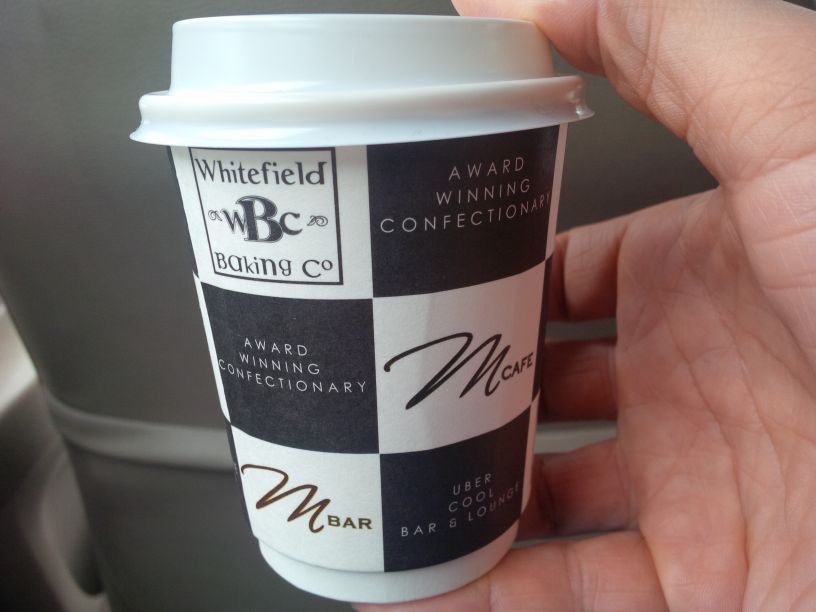 Whitefield
WBC
Baking Co
AWARD
WINNING
CONFECTIONARY
AWARD
WINNING
CONFECTIONARY
M CAFE
M BAR
UBER
COOL
BAR & LOUNGE